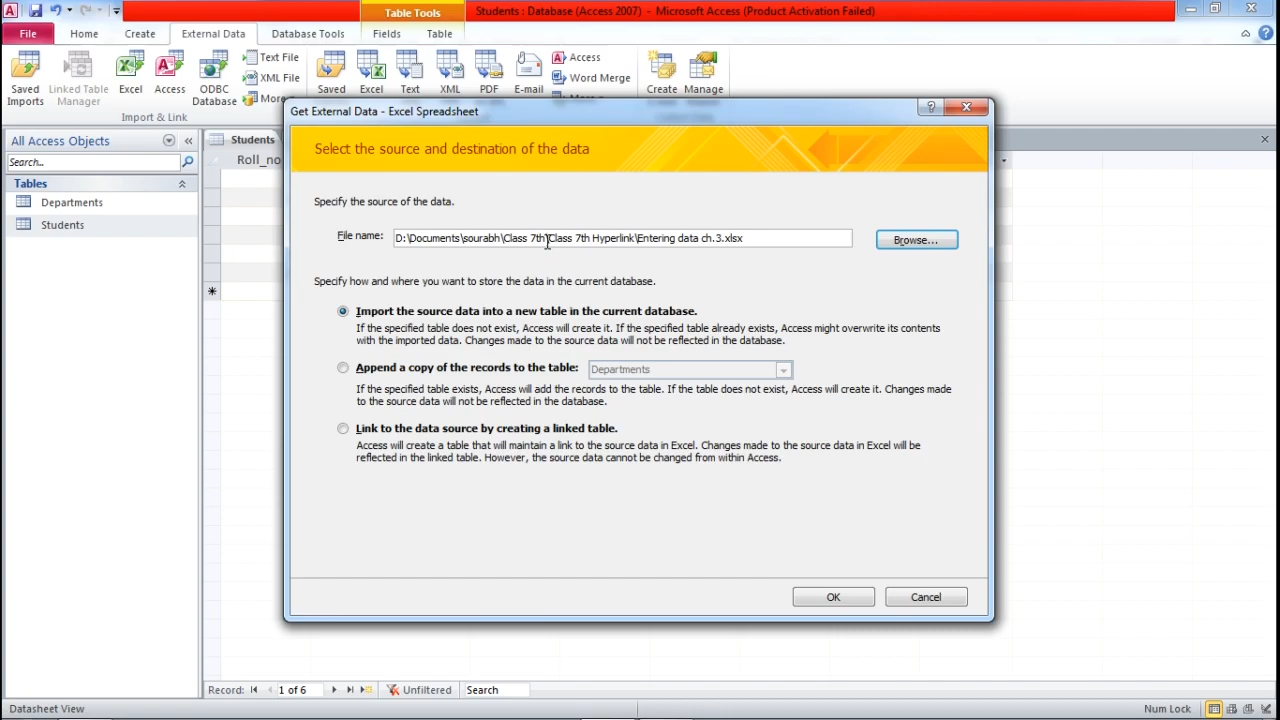 Table Tools
Students : Database (Access 2007) - Microsoft Access (Product Activation Failed)
File Home Create External Data Database Tools Fields Table
Saved Imports
Linked Table Manager
Excel
Access
ODBC Database
Text File
XML File
More
Import & Link
Saved
Excel
Text
XML
PDF
E-mail
Access
Word Merge
Create
Manage
All Access Objects
Search...
Tables
Departments
Students
Students
Roll_no
Get External Data - Excel Spreadsheet
Select the source and destination of the data
Specify the source of the data.
File name: D:\Documents\sourabh\Class 7th\Class 7th Hyperlink\Entering data ch.3.xlsx Browse...
Specify how and where you want to store the data in the current database.
Import the source data into a new table in the current database.
If the specified table does not exist, Access will create it. If the specified table already exists, Access might overwrite its contents
with the imported data. Changes made to the source data will not be reflected in the database.
Append a copy of the records to the table: Departments
If the specified table exists, Access will add the records to the table. If the table does not exist, Access will create it. Changes made
to the source data will not be reflected in the database.
Link to the data source by creating a linked table.
Access will create a table that will maintain a link to the source data in Excel. Changes made to the source data in Excel will be
reflected in the linked table. However, the source data cannot be changed from within Access.
OK Cancel
Record: 1 of 6 Unfiltered Search
Datasheet View Num Lock